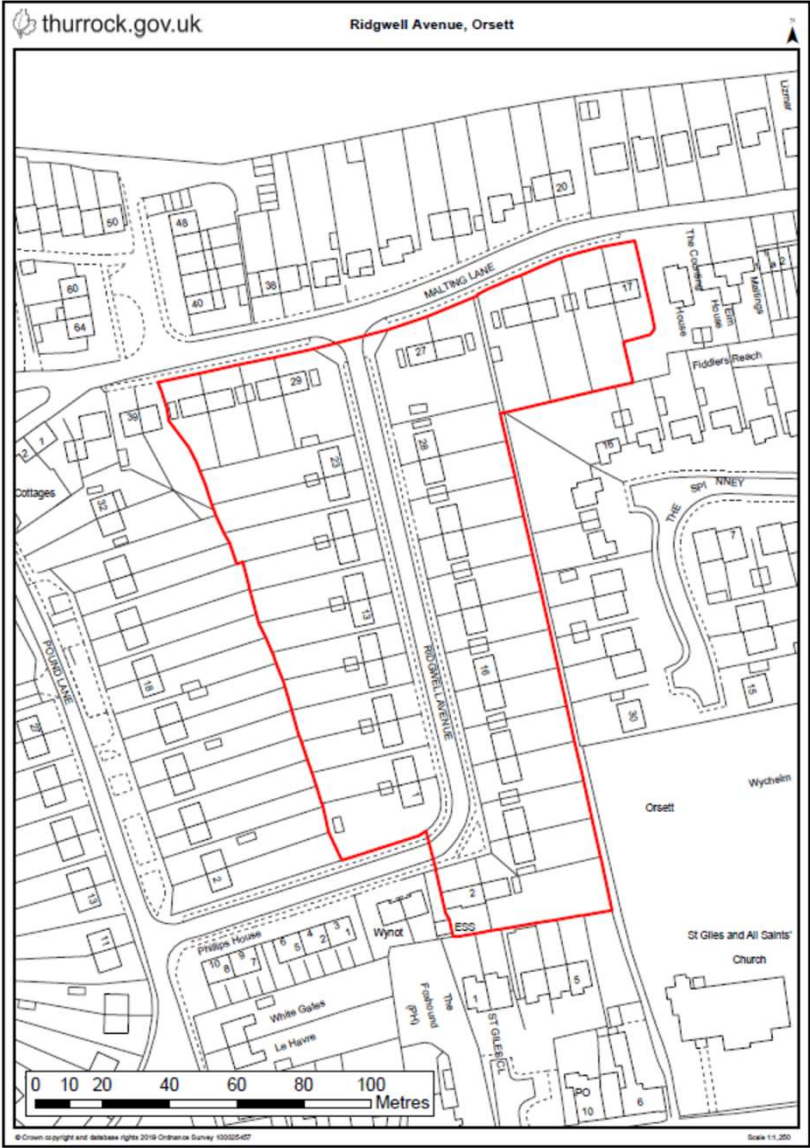 thurrock.gov.uk
Ridgwell Avenue, Orsett
N
Lizmar
20
50
48
36
40
60
64
MALTING LANE
The Counting House
Elm House
Maltings
2
17
Fiddlers Reach
27
29
39
2
1
Cottages
32
23
28
16
THE SPINNEY
7
13
18
POUND LANE
RIDGWELL AVENUE
16
15
30
27
Orsett
Wychelm
1
2
13
11
2
ESS
Wynot
Phillips House
10
9
8
7
6
5
4
3
2
1
St Giles and All Saints'
Church
The
Foxhound
(PH)
White Gates
Le Havre
1
5
ST GILES CL
PO
10
6
0 10 20 40 60 80 100
Metres
© Crown copyright and database rights 2019 Ordnance Survey 100025457
Scale 1:1,250